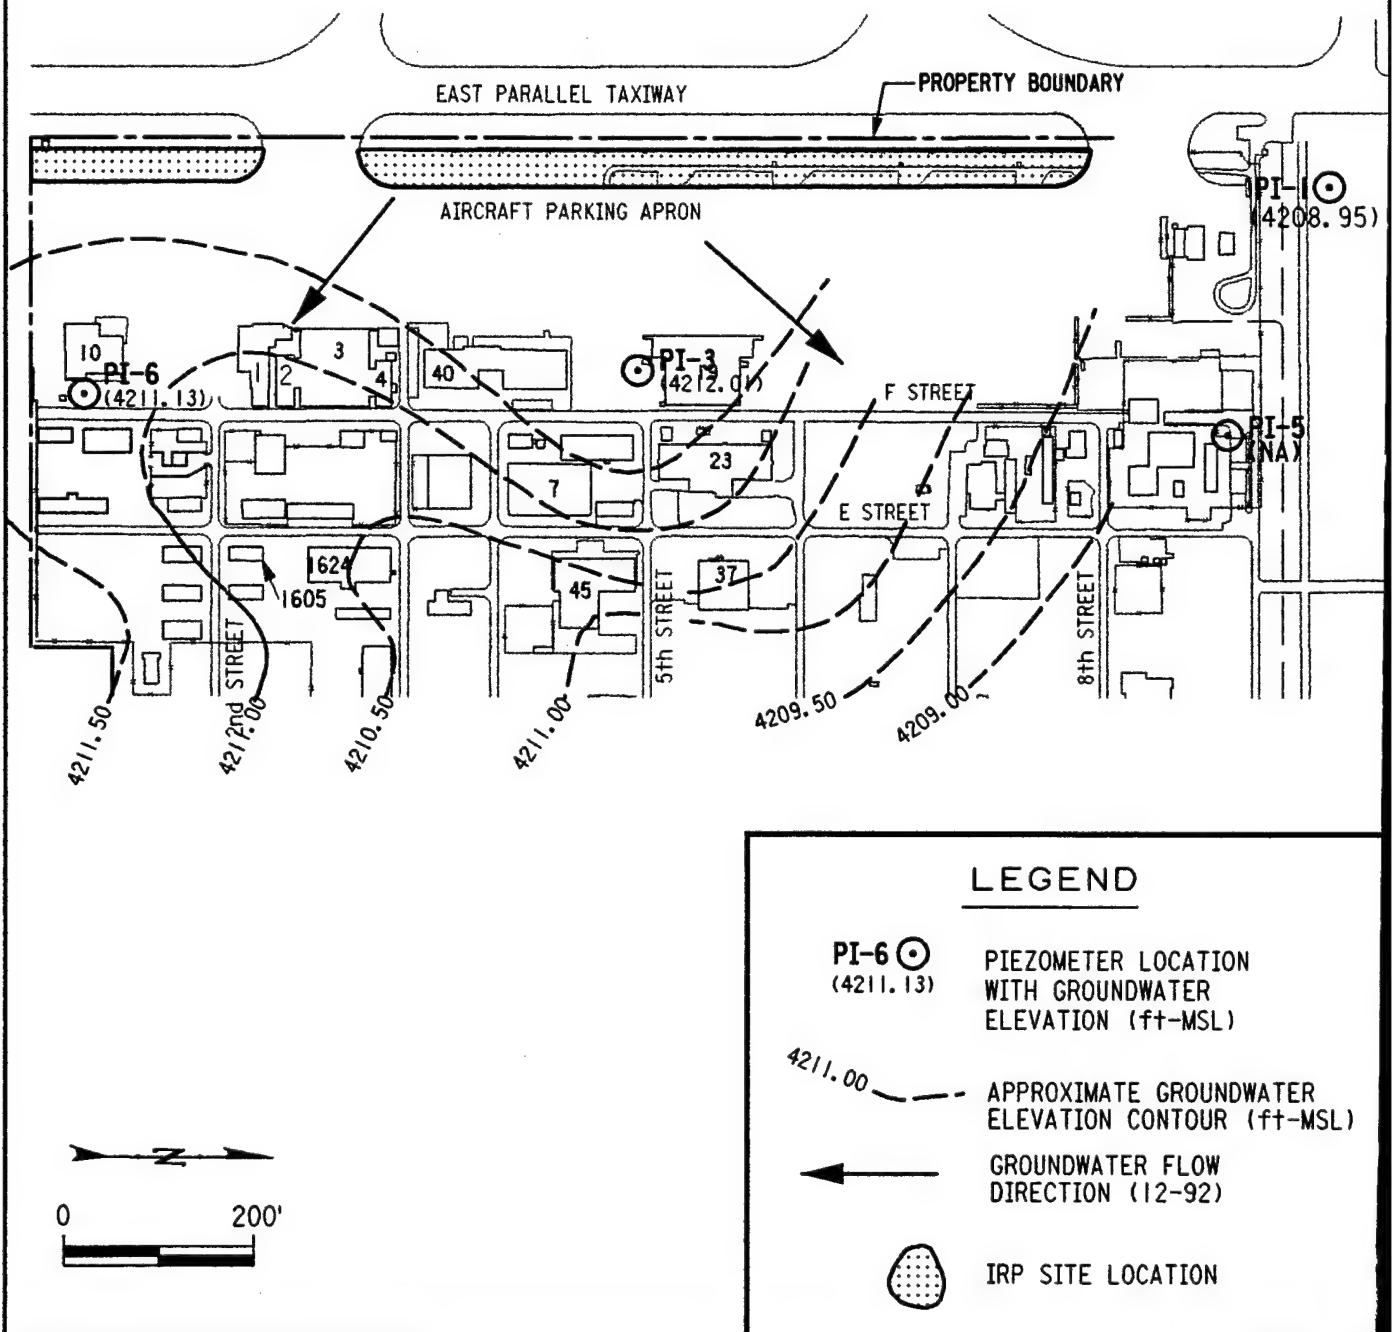 EAST PARALLEL TAXIWAY
PROPERTY BOUNDARY
AIRCRAFT PARKING APRON
PI-1
(4208.95)
10
PI-6
(4211.13)
1
2
3
4
40
PI-3
(4212.01)
19
F STREET
PI-5
(NA)
23
7
E STREET
1624
1605
45
37
2nd STREET
5th STREET
8th STREET
4211.50
4211.00
4210.50
4211.00
4209.50
4209.00
LEGEND
PI-6
(4211.13)
PIEZOMETER LOCATION
WITH GROUNDWATER
ELEVATION (ft-MSL)
4211.00
APPROXIMATE GROUNDWATER
ELEVATION CONTOUR (ft-MSL)
GROUNDWATER FLOW
DIRECTION (12-92)
IRP SITE LOCATION
N
0 200'